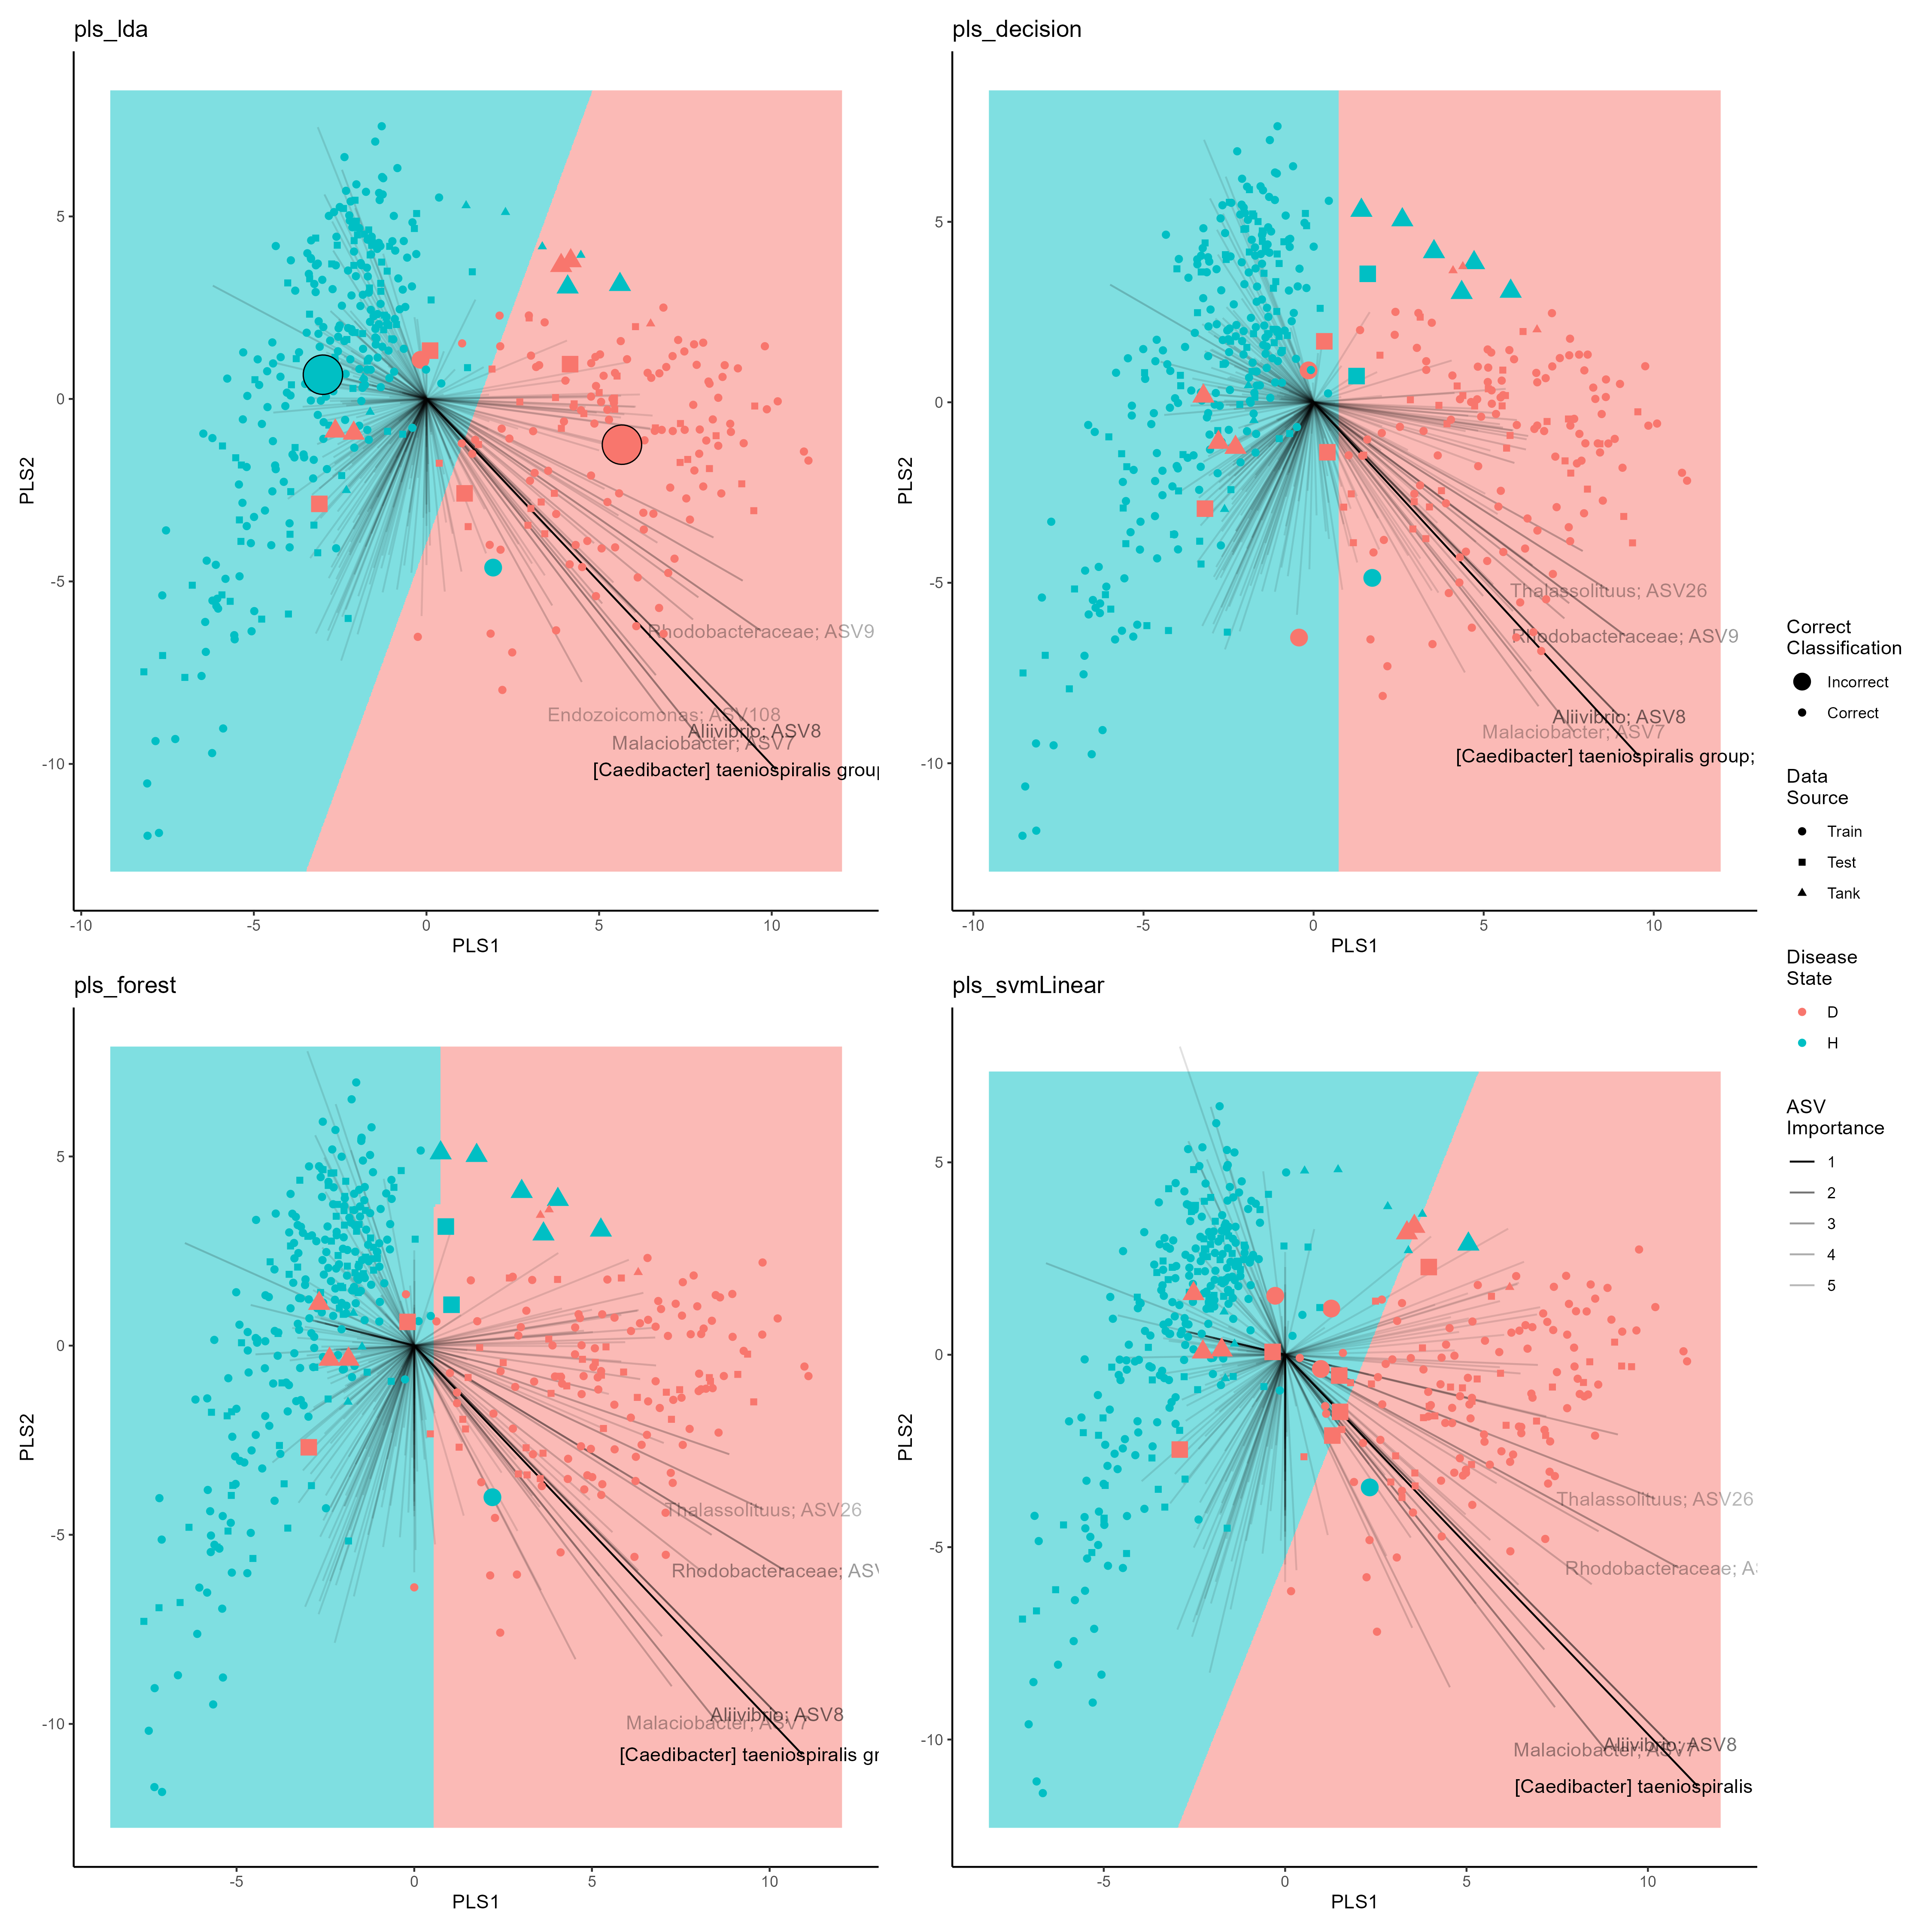 pls_lda
5
0
-5
-10
PLS2
Rhodobacteraceae; ASV9
Endozoicomonas; ASV108
Aliivibrio; ASV8
Malaciobacter; ASV7
[Caedibacter] taeniospiralis group
-10
-5
0
5
10
PLS1
pls_decision
5
0
-5
-10
PLS2
Thalassolituus; ASV26
Rhodobacteraceae; ASV9
Aliivibrio; ASV8
Malaciobacter; ASV7
[Caedibacter] taeniospiralis group;
-10
-5
0
5
10
PLS1
pls_forest
5
0
-5
-10
PLS2
Thalassolituus; ASV26
Rhodobacteraceae; AS
Aliivibrio; ASV8
Malaciobacter; ASV7
[Caedibacter] taeniospiralis gr
-5
0
5
10
PLS1
pls_svmLinear
5
0
-5
-10
PLS2
Thalassolituus; ASV26
Rhodobacteraceae; A
Aliivibrio; ASV8
Malaciobacter; ASV7
[Caedibacter] taeniospiralis
-5
0
5
10
PLS1
Correct
Classification
Incorrect
Correct
Data
Source
Train
Test
Tank
Disease
State
D
H
ASV
Importance
1
2
3
4
5